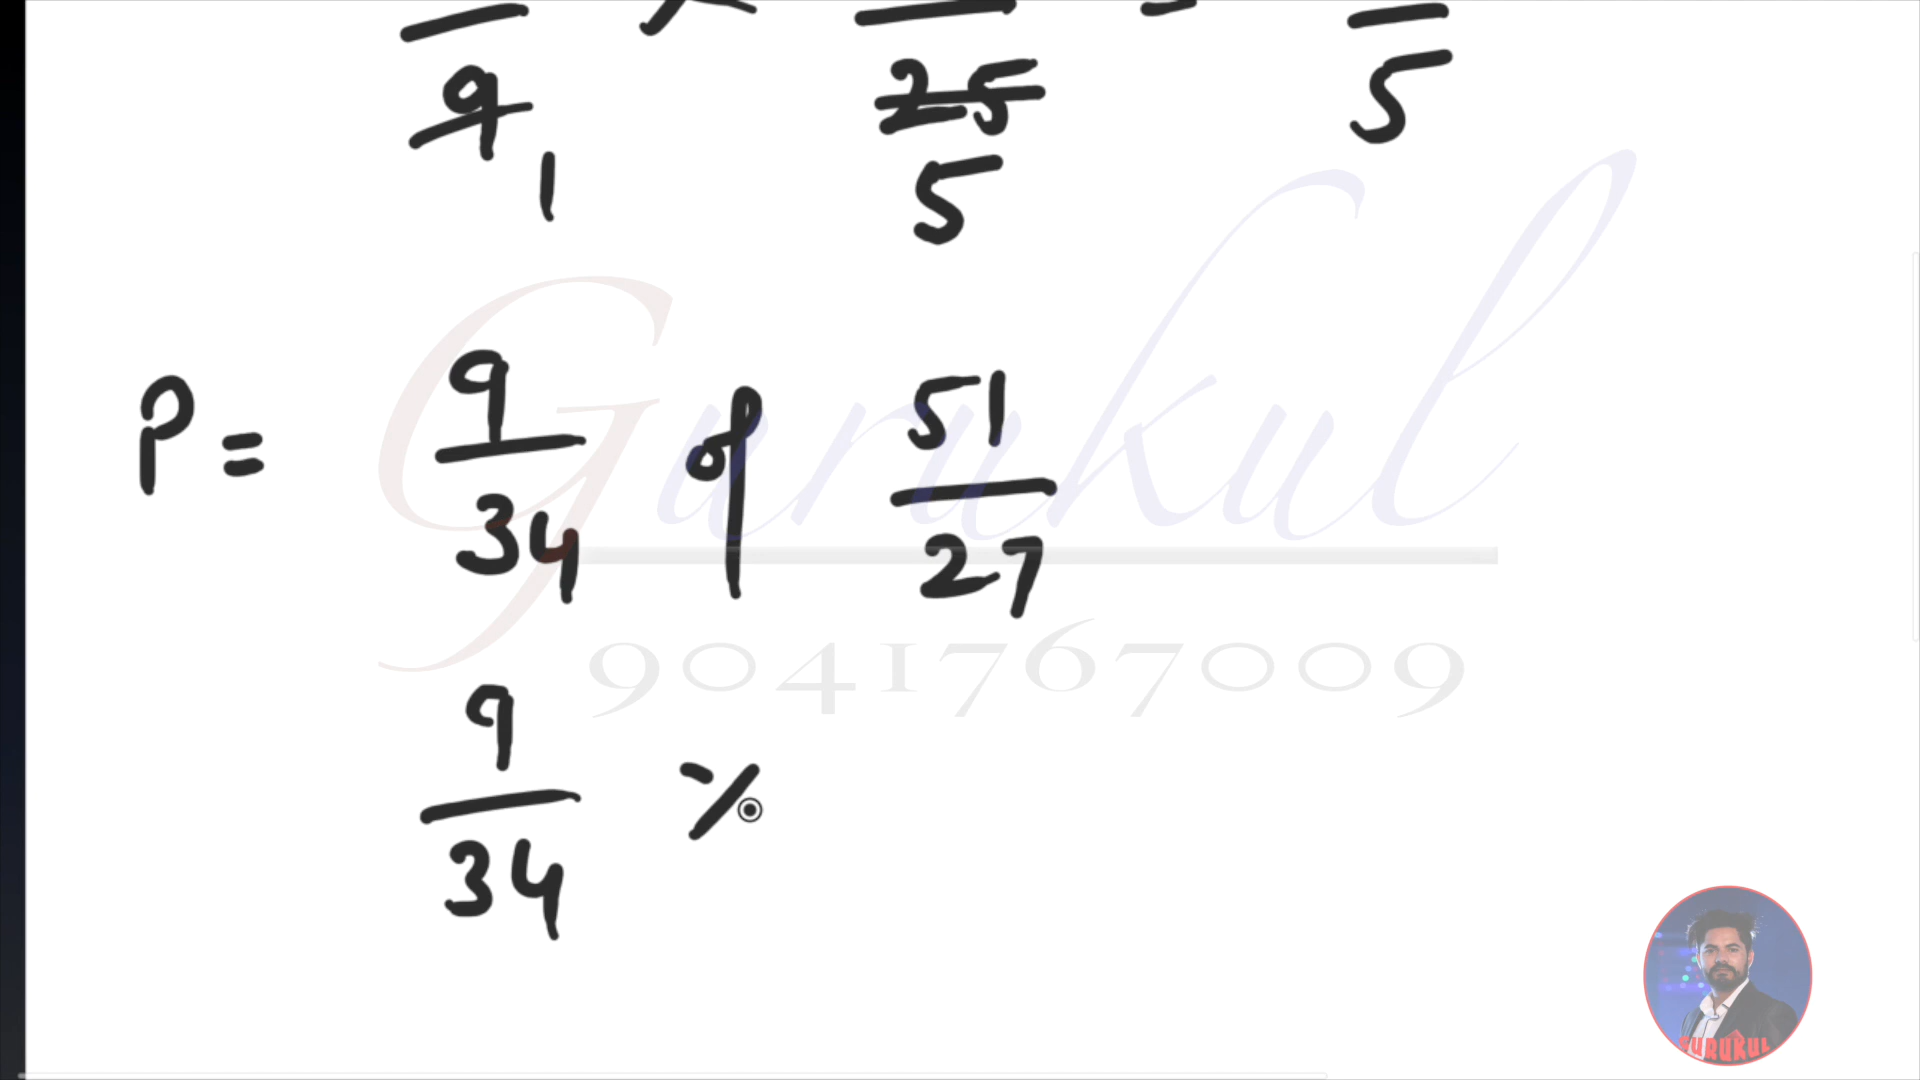 9 25 5
1 5
P = 9/34 of 51/27
9/34 ×
Gurukul
9041767009
GURUKUL